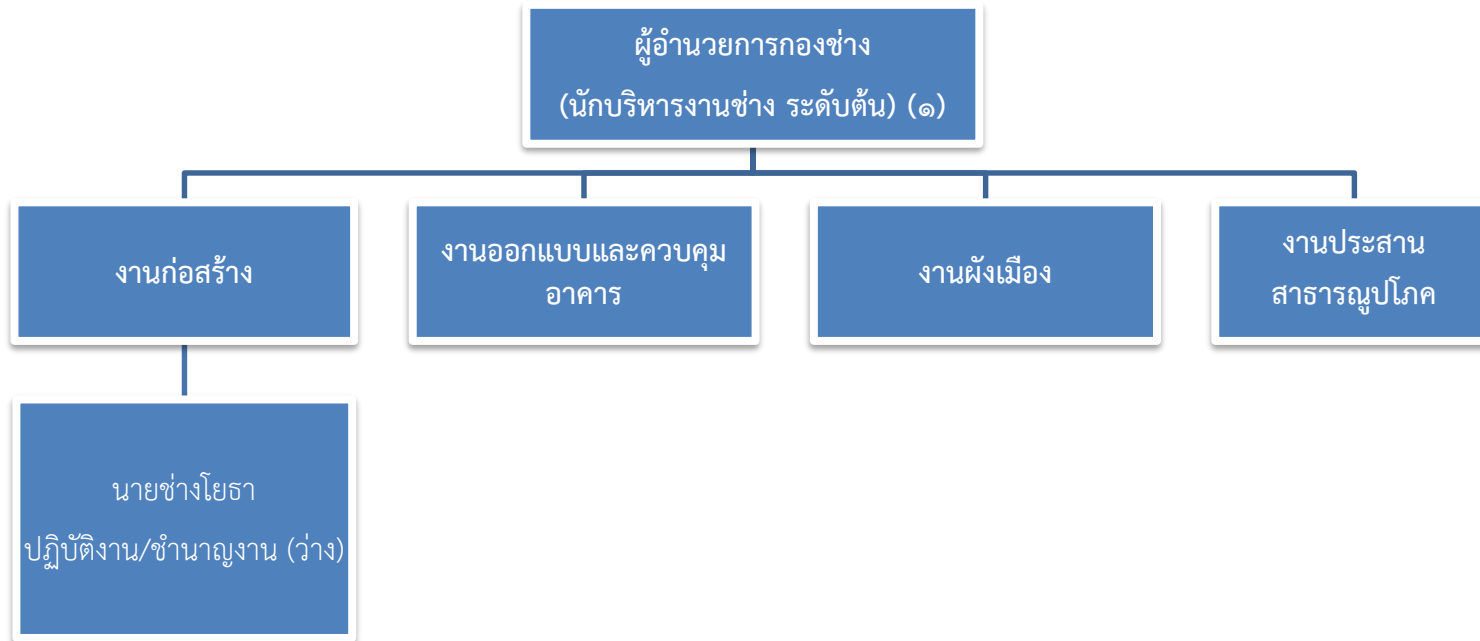 ผู้อำนวยการกองช่าง
(นักบริหารงานช่าง ระดับต้น) (๑)
งานก่อสร้าง
งานออกแบบและควบคุม
อาคาร
งานผังเมือง
งานประสาน
สาธารณูปโภค
นายช่างโยธา
ปฏิบัติงาน/ชำนาญงาน (ว่าง)